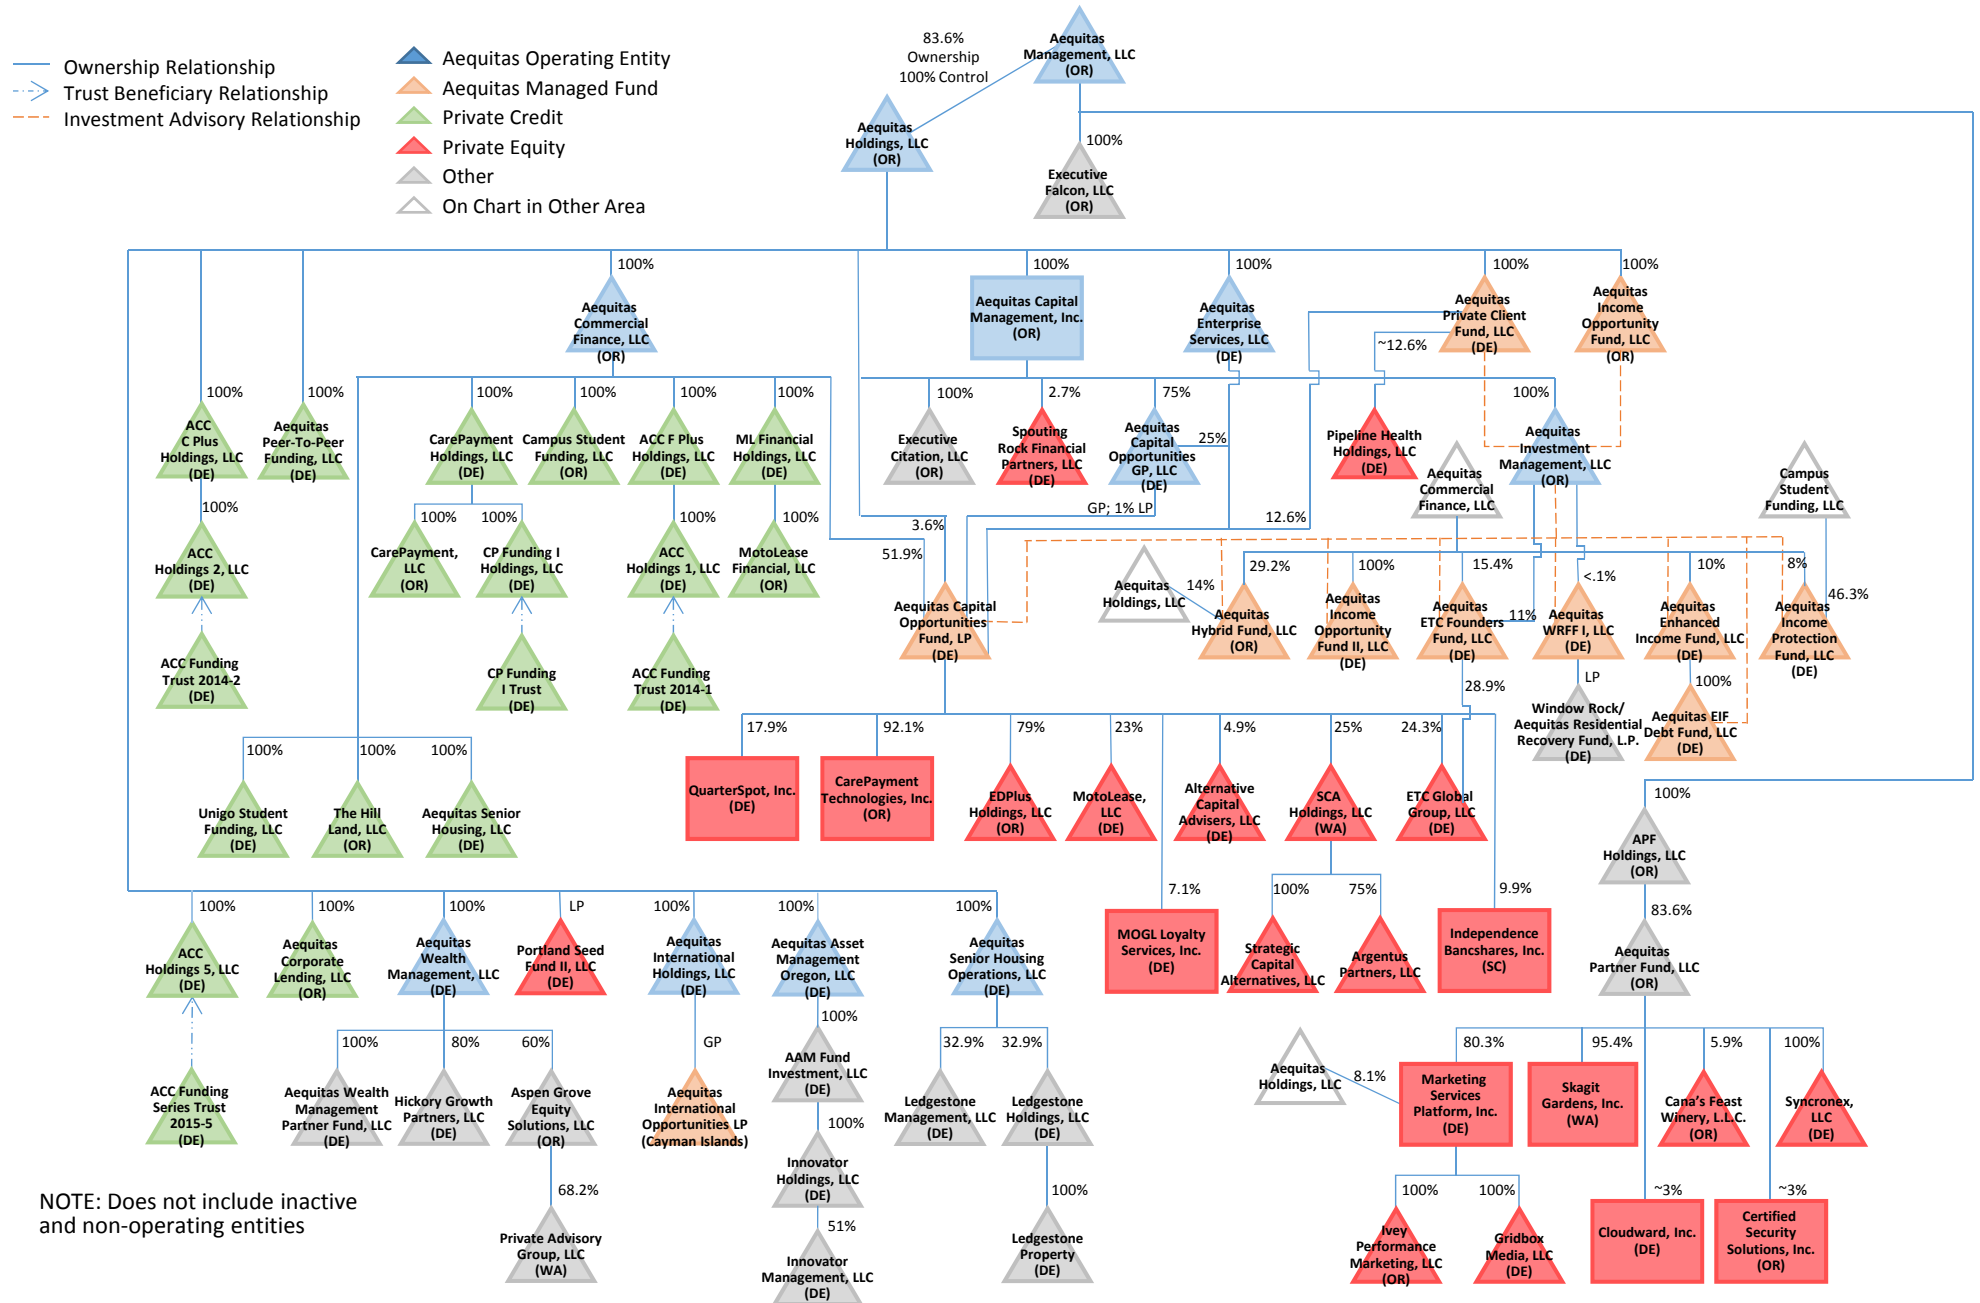 Ownership Relationship
Trust Beneficiary Relationship
Investment Advisory Relationship
Aequitas Operating Entity
Aequitas Managed Fund
Private Credit
Private Equity
Other
On Chart in Other Area
83.6%
Ownership
100% Control
Aequitas
Management, LLC
(OR)
Aequitas
Holdings, LLC
(OR)
100%
Executive
Falcon, LLC
(OR)
100%
Aequitas
Commercial
Finance, LLC
(OR)
100%
Aequitas Capital
Management, Inc.
(OR)
100%
Aequitas
Enterprise
Services, LLC
(DE)
100%
Aequitas
Private Client
Fund, LLC
(DE)
100%
Aequitas
Income
Opportunity
Fund, LLC
(OR)
~12.6%
100%
ACC
C Plus
Holdings, LLC
(DE)
100%
Aequitas
Peer-To-Peer
Funding, LLC
(DE)
100%
CarePayment
Holdings, LLC
(DE)
100%
Campus Student
Funding, LLC
(OR)
100%
ACC F Plus
Holdings, LLC
(DE)
100%
ML Financial
Holdings, LLC
(DE)
100%
Executive
Citation, LLC
(OR)
2.7%
Spouting
Rock Financial
Partners, LLC
(DE)
75%
Aequitas
Capital
Opportunities
GP, LLC
(DE)
25%
Pipeline Health
Holdings, LLC
(DE)
100%
Aequitas
Investment
Management, LLC
(OR)
Aequitas
Commercial
Finance, LLC
Campus
Student
Funding, LLC
GP; 1% LP
12.6%
3.6%
51.9%
100%
ACC
Holdings 2, LLC
(DE)
100%
CarePayment,
LLC
(OR)
100%
CP Funding I
Holdings, LLC
(DE)
100%
ACC
Holdings 1, LLC
(DE)
100%
MotoLease
Financial, LLC
(OR)
ACC Funding
Trust 2014-2
(DE)
CP Funding
I Trust
(DE)
ACC Funding
Trust 2014-1
(DE)
Aequitas Capital
Opportunities
Fund, LP
(DE)
Aequitas
Holdings, LLC
14%
29.2%
Aequitas
Hybrid Fund, LLC
(OR)
100%
Aequitas
Income
Opportunity
Fund II, LLC
(DE)
15.4%
Aequitas
ETC Founders
Fund, LLC
(DE)
11%
<.1%
Aequitas
WRFF I, LLC
(DE)
10%
Aequitas
Enhanced
Income Fund, LLC
(DE)
8%
46.3%
Aequitas
Income
Protection
Fund, LLC
(DE)
28.9%
LP
Window Rock/
Aequitas Residential
Recovery Fund, L.P.
(DE)
100%
Aequitas EIF
Debt Fund, LLC
(DE)
100%
Unigo Student
Funding, LLC
(DE)
100%
The Hill
Land, LLC
(OR)
100%
Aequitas Senior
Housing, LLC
(DE)
17.9%
QuarterSpot, Inc.
(DE)
92.1%
CarePayment
Technologies, Inc.
(OR)
79%
EDPlus
Holdings, LLC
(OR)
23%
MotoLease,
LLC
(DE)
4.9%
Alternative
Capital
Advisers, LLC
(DE)
25%
SCA
Holdings, LLC
(WA)
24.3%
ETC Global
Group, LLC
(DE)
100%
APF
Holdings, LLC
(OR)
7.1%
MOGL Loyalty
Services, Inc.
(DE)
100%
Strategic
Capital
Alternatives, LLC
75%
Argentus
Partners, LLC
9.9%
Independence
Bancshares, Inc.
(SC)
83.6%
Aequitas
Partner Fund, LLC
(OR)
100%
ACC
Holdings 5, LLC
(DE)
100%
Aequitas
Corporate
Lending, LLC
(OR)
100%
Aequitas
Wealth
Management, LLC
(DE)
LP
Portland Seed
Fund II, LLC
(DE)
100%
Aequitas
International
Holdings, LLC
(DE)
100%
Aequitas Asset
Management
Oregon, LLC
(DE)
100%
Aequitas
Senior Housing
Operations, LLC
(DE)
ACC Funding
Series Trust
2015-5
(DE)
100%
Aequitas Wealth
Management
Partner Fund, LLC
(DE)
80%
Hickory Growth
Partners, LLC
(DE)
60%
Aspen Grove
Equity
Solutions, LLC
(OR)
GP
Aequitas
International
Opportunities LP
(Cayman Islands)
100%
AAM Fund
Investment, LLC
(DE)
32.9%
Ledgestone
Management, LLC
(DE)
32.9%
Ledgestone
Holdings, LLC
(DE)
Aequitas
Holdings, LLC
8.1%
80.3%
Marketing
Services
Platform, Inc.
(DE)
95.4%
Skagit
Gardens, Inc.
(WA)
5.9%
Cana's Feast
Winery, L.L.C.
(OR)
100%
Syncronex,
LLC
(DE)
68.2%
Private Advisory
Group, LLC
(WA)
100%
Innovator
Holdings, LLC
(DE)
51%
Innovator
Management, LLC
(DE)
100%
Ledgestone
Property
(DE)
100%
Ivey
Performance
Marketing, LLC
(OR)
100%
Gridbox
Media, LLC
(DE)
~3%
Cloudward, Inc.
(DE)
~3%
Certified
Security
Solutions, Inc.
(OR)
NOTE: Does not include inactive
and non-operating entities